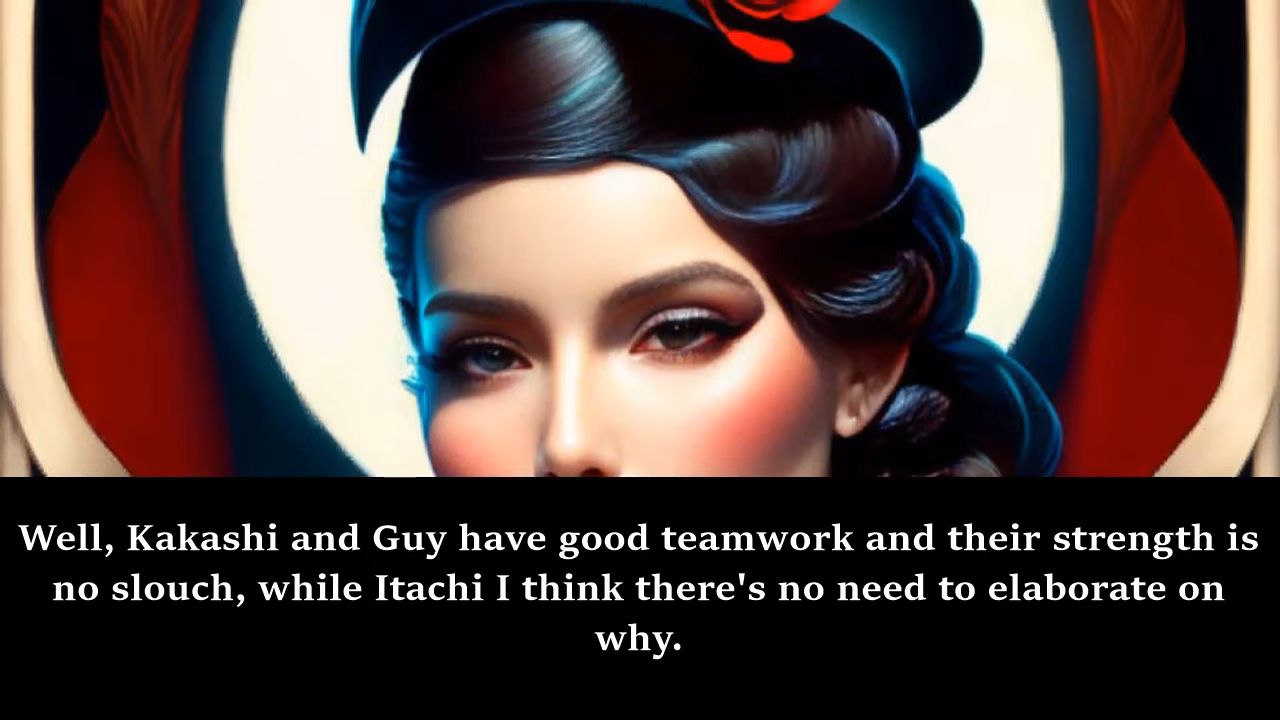 Well, Kakashi and Guy have good teamwork and their strength is
no slouch, while Itachi I think there's no need to elaborate on
why.